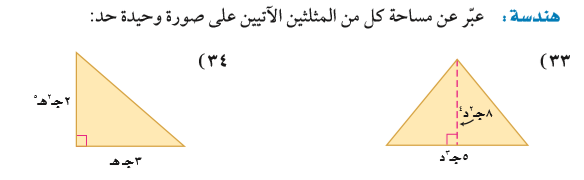 هندسة: عبّر عن مساحة كل من المثلثين الآتيين على صورة وحيدة حد:
٣٣)
٨جـ٢د٤
٥جـ٣د
٣٤)
٢جـ٢هـ٥
٣جـهـ